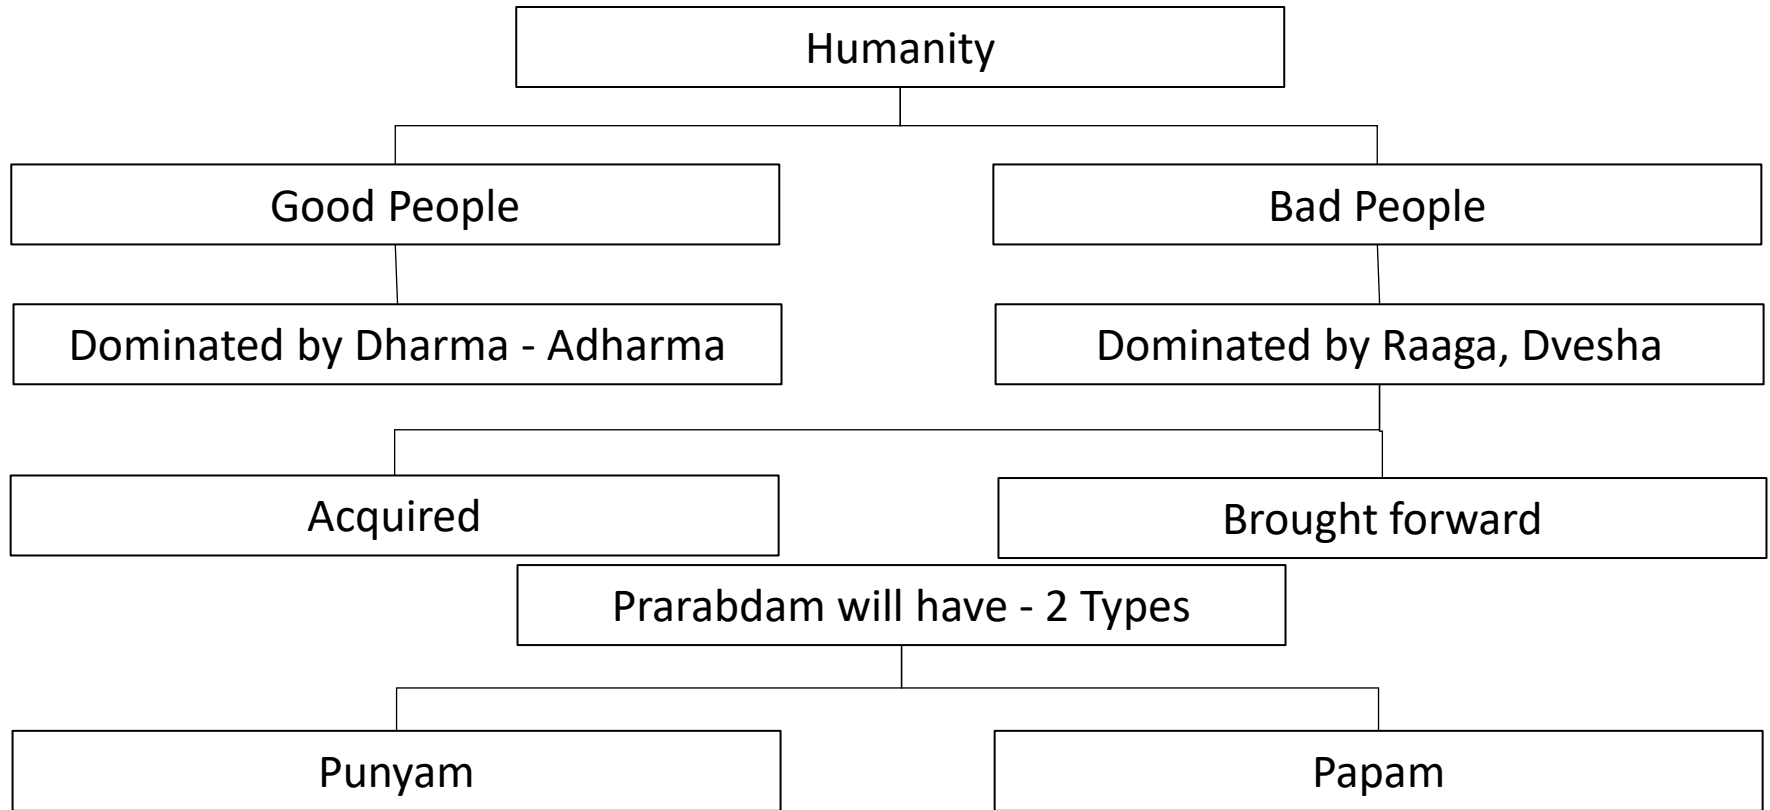 Humanity
Good People
Bad People
Dominated by Dharma - Adharma
Dominated by Raaga, Dvesha
Acquired
Brought forward
Prarabdam will have - 2 Types
Punyam
Papam